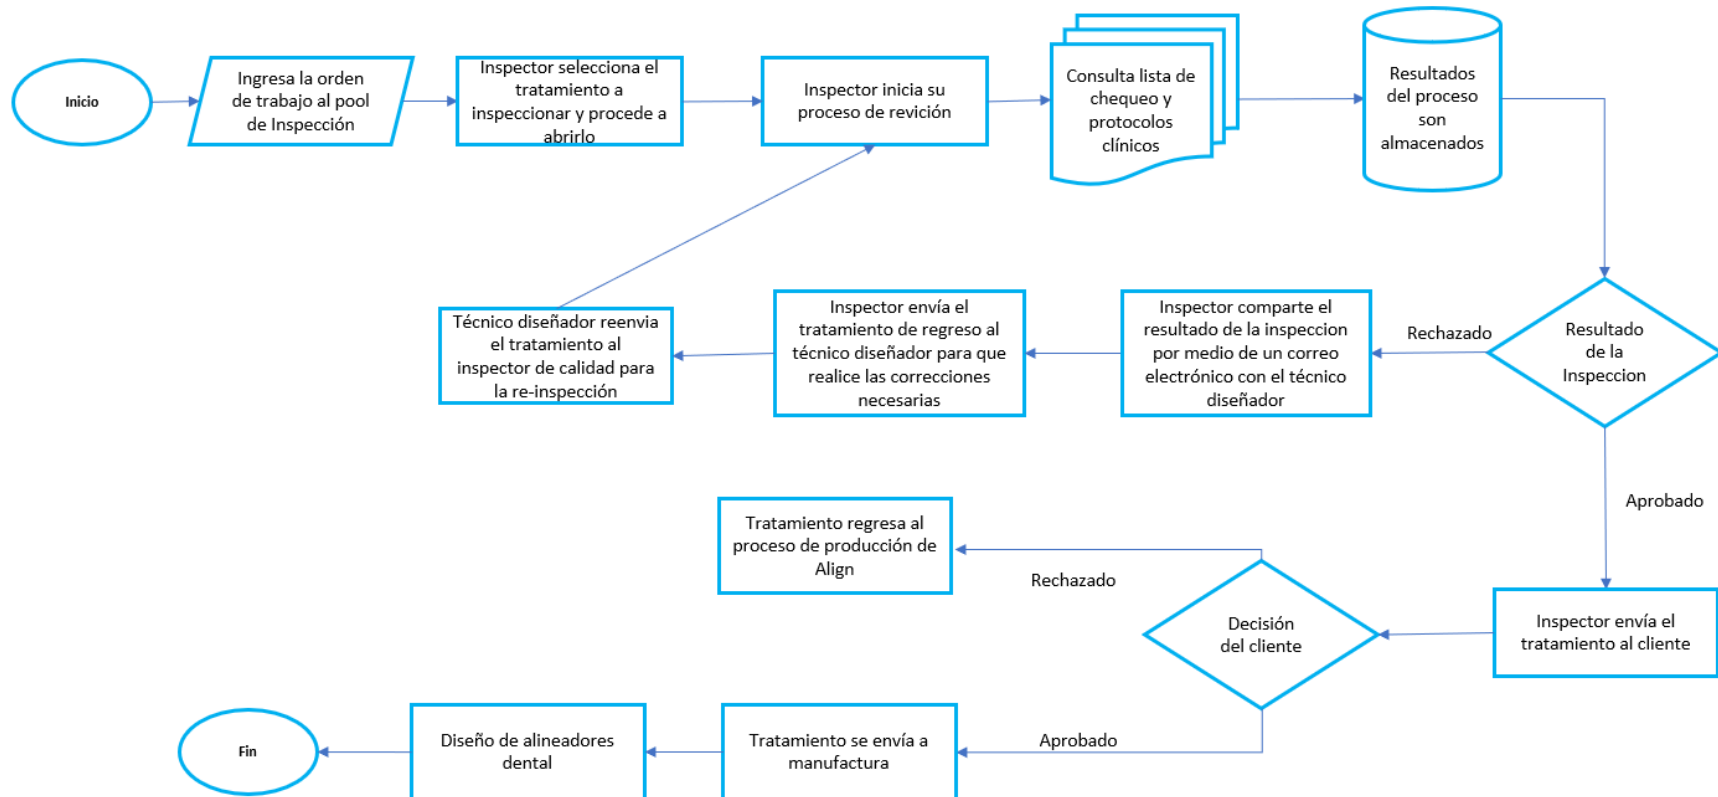 Inicio
Ingresa la orden
de trabajo al pool
de Inspección
Inspector selecciona el
tratamiento a
inspeccionar y procede a
abrirlo
Inspector inicia su
proceso de revición
Consulta lista de
chequeo y
protocolos
clínicos
Resultados
del proceso
son
almacenados
Resultado
de la
Inspeccion
Rechazado
Inspector comparte el
resultado de la inspeccion
por medio de un correo
electrónico con el técnico
diseñador
Inspector envía el
tratamiento de regreso al
técnico diseñador para que
realice las correcciones
necesarias
Técnico diseñador reenvia
el tratamiento al
inspector de calidad para
la re-inspección
Aprobado
Inspector envía el
tratamiento al cliente
Decisión
del cliente
Rechazado
Tratamiento regresa al
proceso de producción de
Align
Aprobado
Tratamiento se envía a
manufactura
Diseño de alineadores
dental
Fin